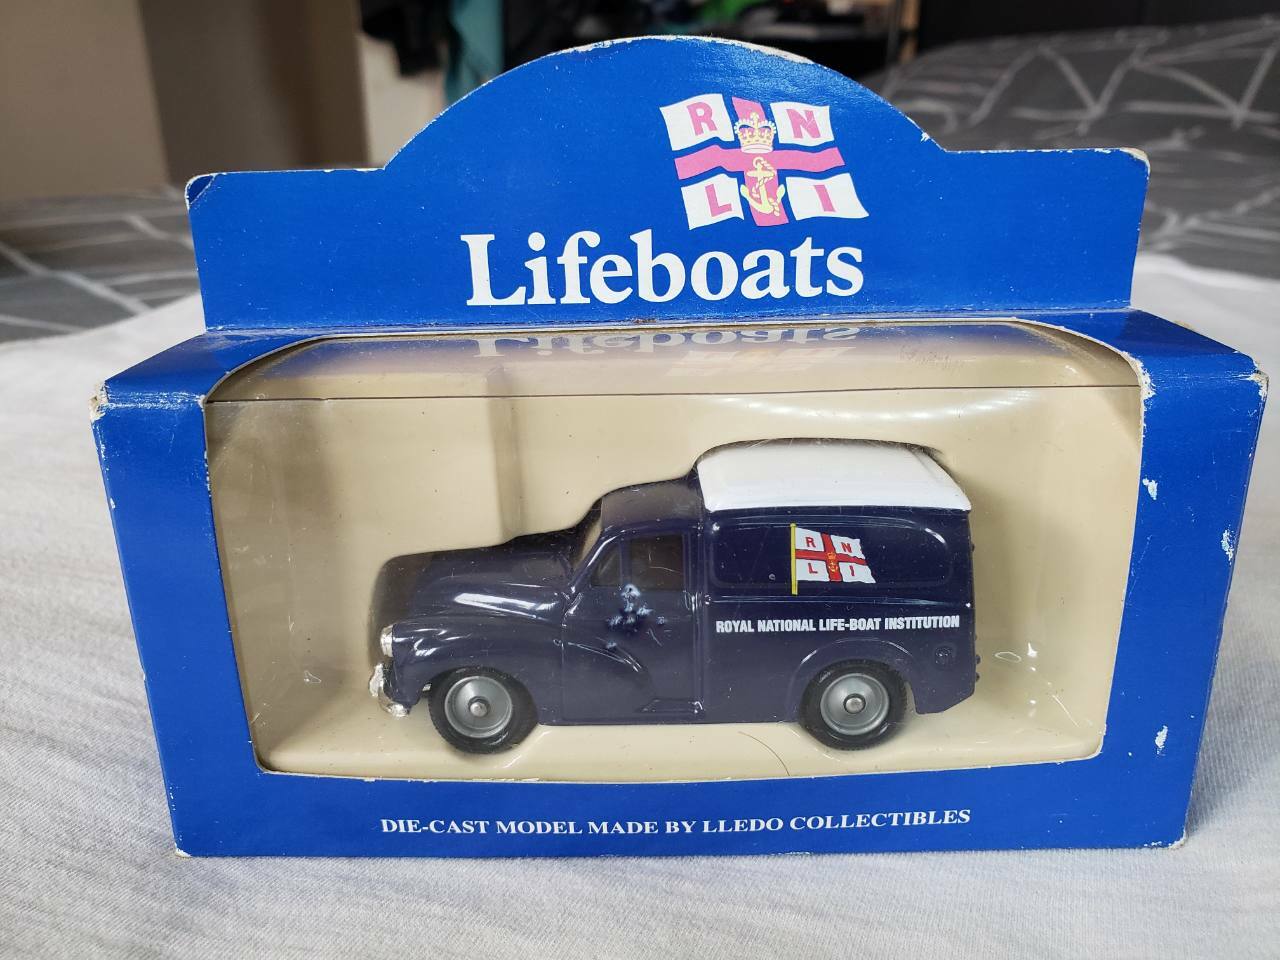 R N
L I
Lifeboats
R N
L I
ROYAL NATIONAL LIFE-BOAT INSTITUTION
DIE-CAST MODEL MADE BY LLEDO COLLECTIBLES